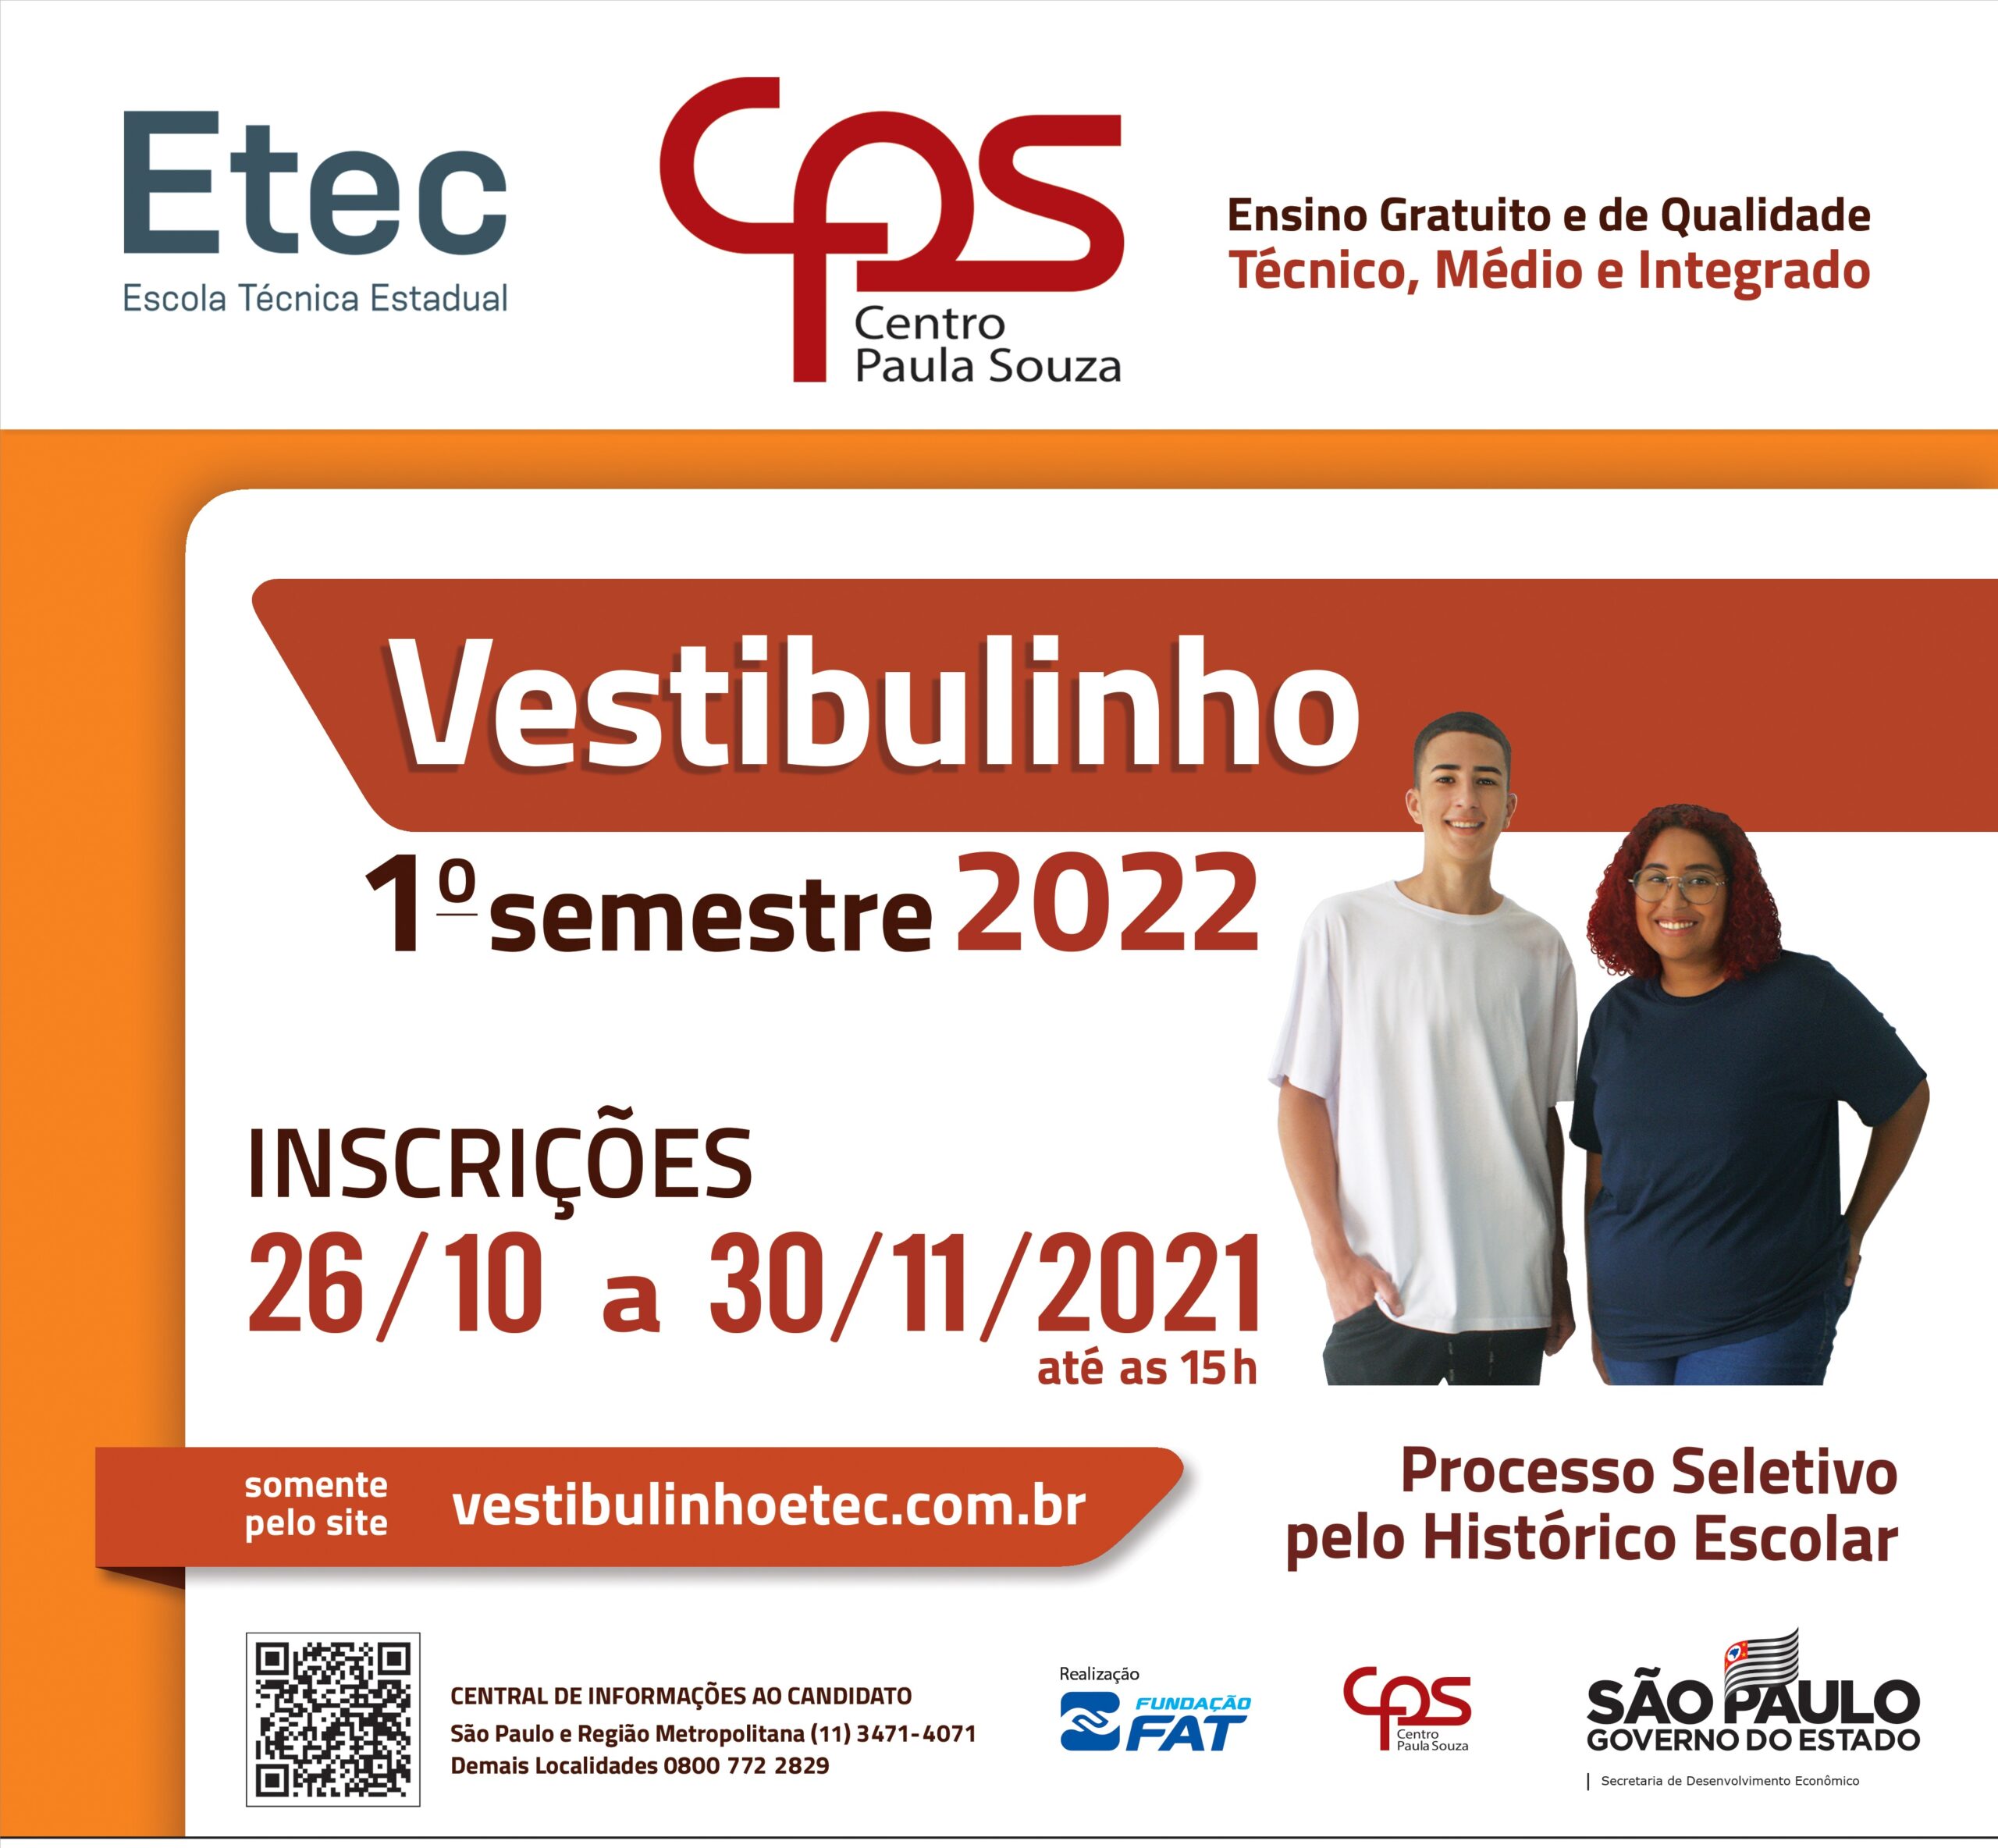 Etec
Escola Técnica Estadual
CPS
Centro
Paula Souza
Ensino Gratuito e de Qualidade
Técnico, Médio e Integrado
Vestibulinho
1º semestre 2022
INSCRIÇÕES
26/10 a 30/11/2021
até as 15h
somente
pelo site
vestibulinhoetec.com.br
Processo Seletivo
pelo Histórico Escolar
CENTRAL DE INFORMAÇÕES AO CANDIDATO
São Paulo e Região Metropolitana (11) 3471-4071
Demais Localidades 0800 772 2829
Realização
FUNDAÇÃO
FAT
CPS
Centro
Paula Souza
SÃO PAULO
GOVERNO DO ESTADO
Secretaria de Desenvolvimento Econômico